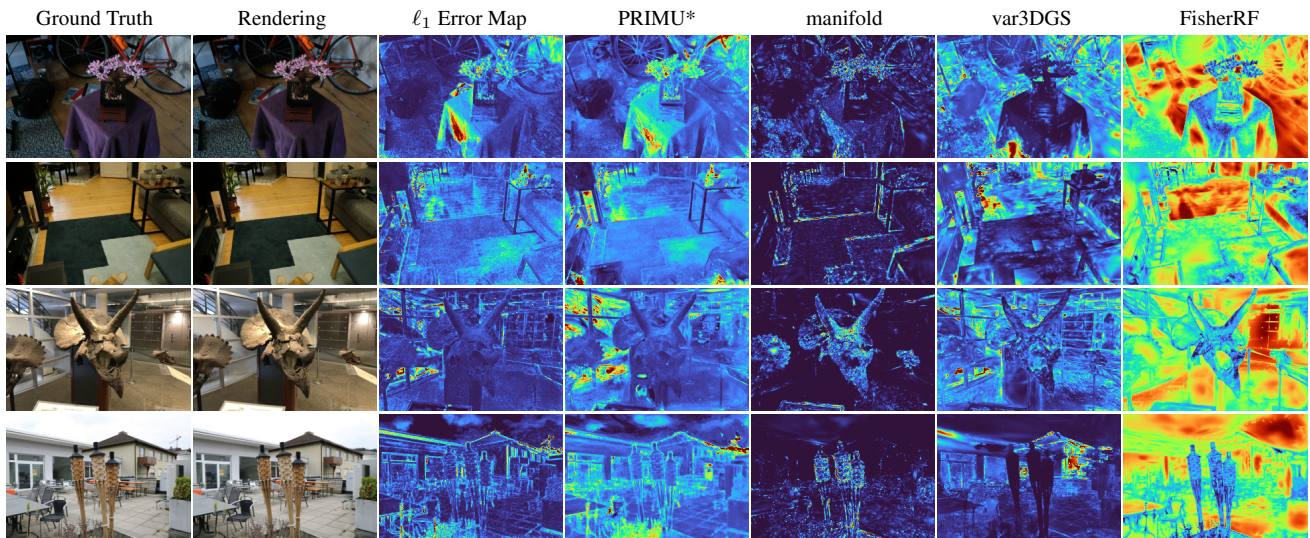 Ground Truth Rendering ℓ₁ Error Map PRIMU* manifold var3DGS FisherRF